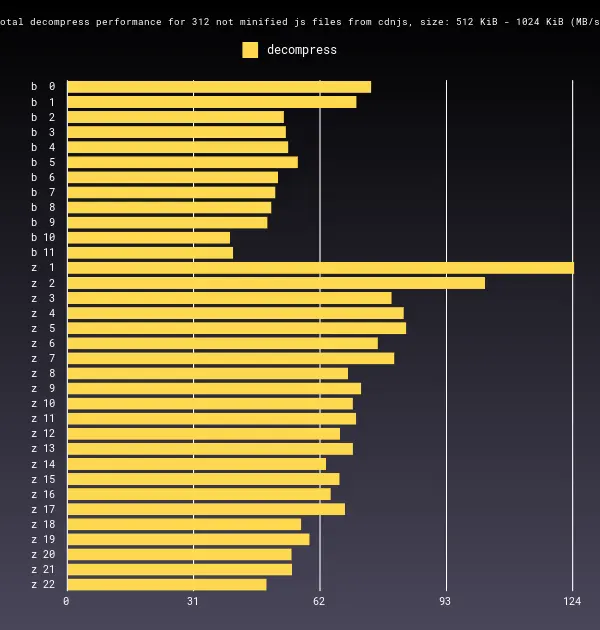 otal decompress performance for 312 not minified js files from cdnjs, size: 512 KiB - 1024 KiB (MB/s
decompress
b 0
b 1
b 2
b 3
b 4
b 5
b 6
b 7
b 8
b 9
b 10
b 11
z 1
z 2
z 3
z 4
z 5
z 6
z 7
z 8
z 9
z 10
z 11
z 12
z 13
z 14
z 15
z 16
z 17
z 18
z 19
z 20
z 21
z 22
0 31 62 93 124